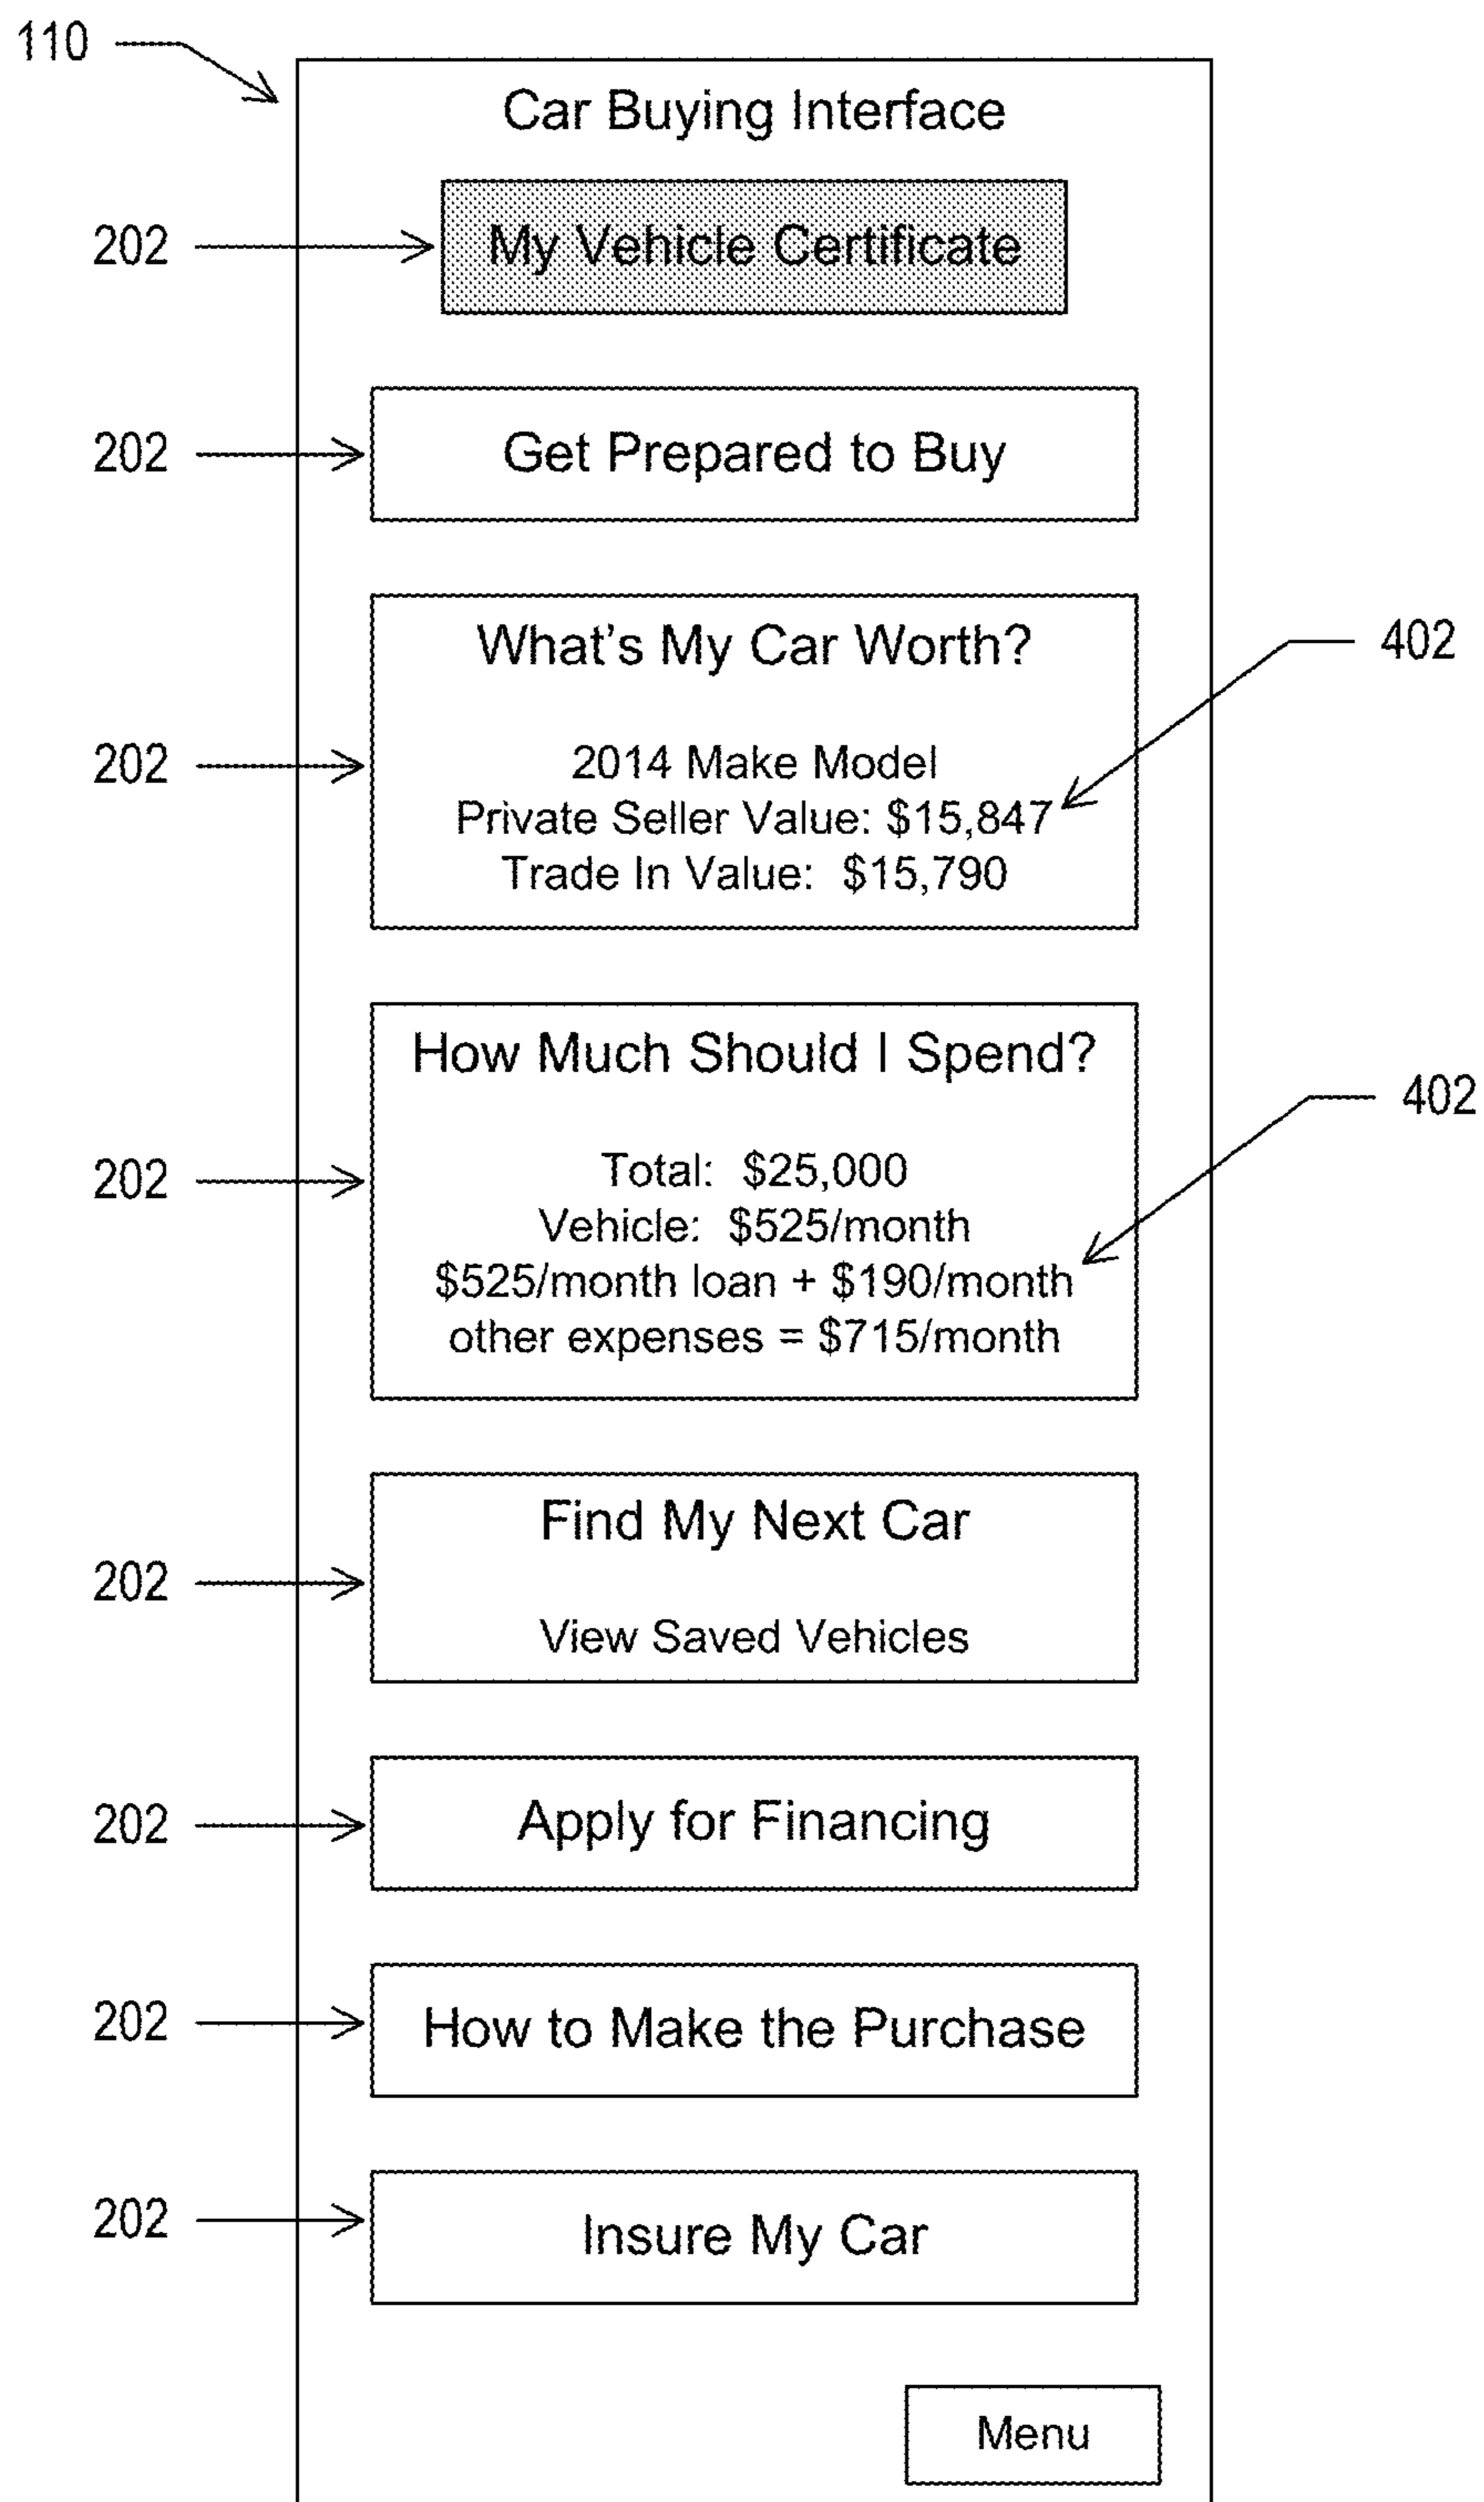 110
Car Buying Interface
202
My Vehicle Certificate
202
Get Prepared to Buy
What's My Car Worth?
402
202
2014 Make Model
Private Seller Value: $15,847
Trade In Value: $15,790
How Much Should I Spend?
402
202
Total: $25,000
Vehicle: $525/month
$525/month loan + $190/month
other expenses = $715/month
Find My Next Car
202
View Saved Vehicles
202
Apply for Financing
202
How to Make the Purchase
202
Insure My Car
Menu